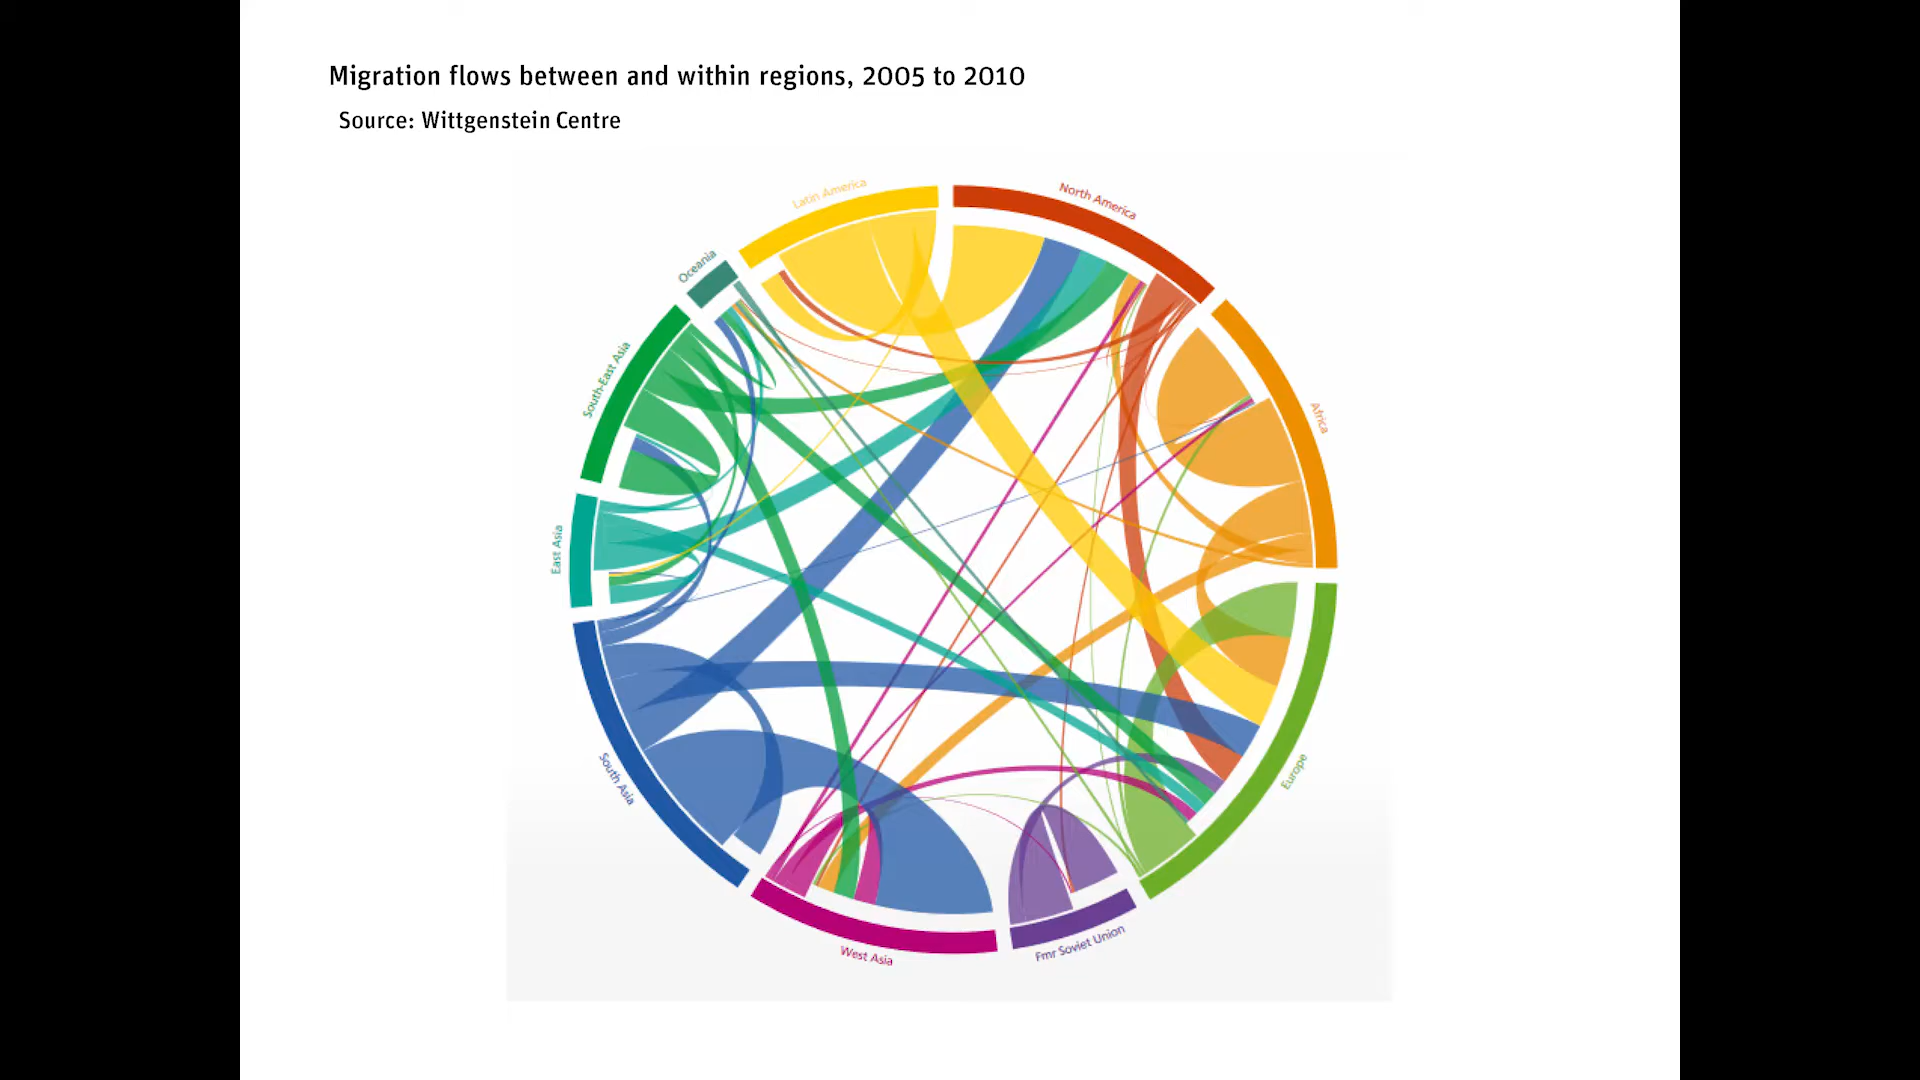 Migration flows between and within regions, 2005 to 2010
Source: Wittgenstein Centre
Latin America
North America
Oceania
South-East Asia
Africa
East Asia
South Asia
Europe
West Asia
Fmr Soviet Union